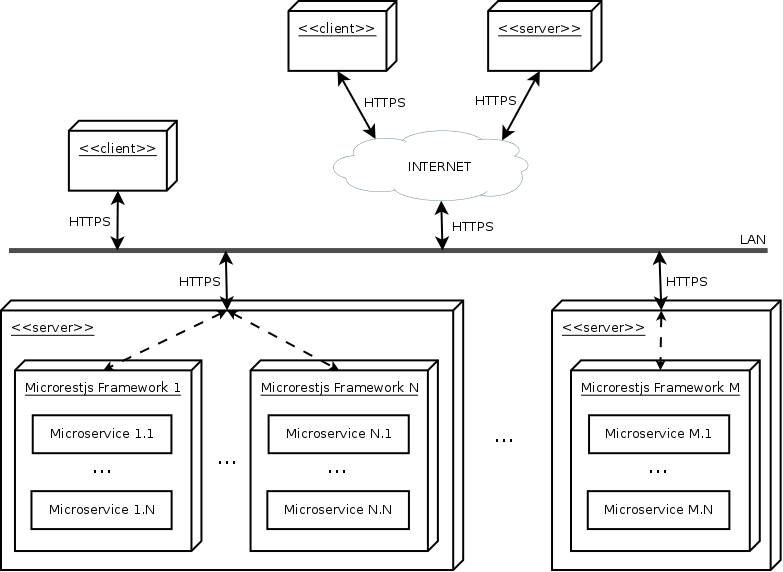 <<client>>
<<server>>
HTTPS
HTTPS
<<client>>
INTERNET
HTTPS
HTTPS
LAN
HTTPS
HTTPS
<<server>>
<<server>>
Microrestjs Framework 1
Microrestjs Framework N
Microrestjs Framework M
Microservice 1.1
Microservice N.1
...
Microservice M.1
...
...
...
...
Microservice 1.N
Microservice N.N
Microservice M.N